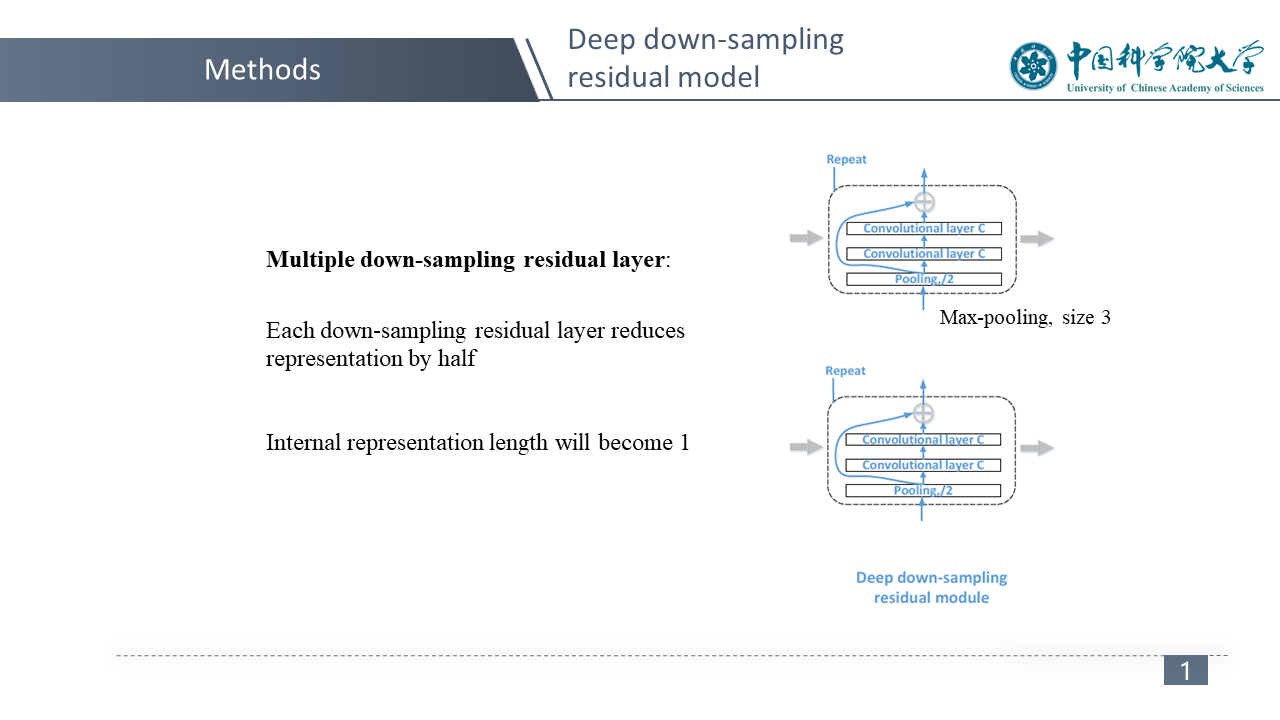 Methods
Deep down-sampling
residual model
中国科学院大学
University of Chinese Academy of Sciences
Multiple down-sampling residual layer:
Each down-sampling residual layer reduces
representation by half
Internal representation length will become 1
Repeat
Convolutional layer C
Convolutional layer C
Pooling,/2
Max-pooling, size 3
Repeat
Convolutional layer C
Convolutional layer C
Pooling,/2
Deep down-sampling
residual module
1